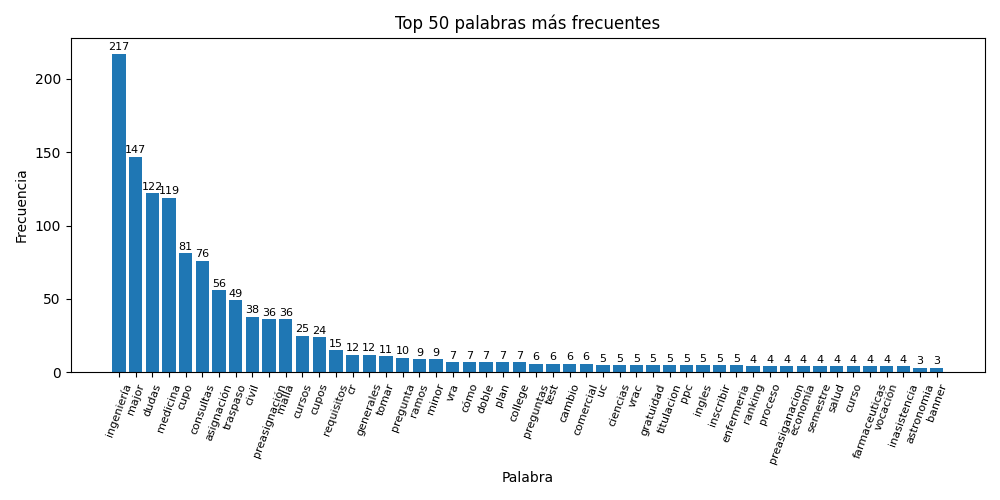 Top 50 palabras más frecuentes
217
147
122
119
81
76
56
49
38
36
36
25
24
15
12
12
11
10
9
9
7
7
7
7
7
6
6
6
6
5
5
5
5
5
5
5
5
5
4
4
4
4
4
4
4
4
4
4
3
3
Frecuencia
200
150
100
50
0
ingeniería
major
dudas
medicina
cupo
consultas
asignación
traspaso
civil
preasignación
malla
cursos
cupos
requisitos
cr
generales
tomar
pregunta
ramos
minor
vra
cómo
doble
plan
college
preguntas
test
cambio
comercial
uc
ciencias
vrac
gratuidad
titulación
ppc
ingles
inscribir
enfermeria
ranking
proceso
preasiganacion
economía
semestre
salud
curso
farmaceuticas
vocación
inasistencia
astronomia
banner
Palabra